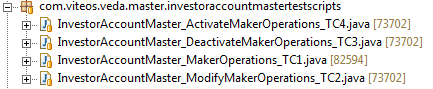 com.viteos.veda.master.investoraccountmastertestscripts
InvestorAccountMaster_ActivateMakerOperations_TC4.java [73702]
InvestorAccountMaster_DeactivateMakerOperations_TC3.java [73702]
InvestorAccountMaster_MakerOperations_TC1.java [82594]
InvestorAccountMaster_ModifyMakerOperations_TC2.java [73702]